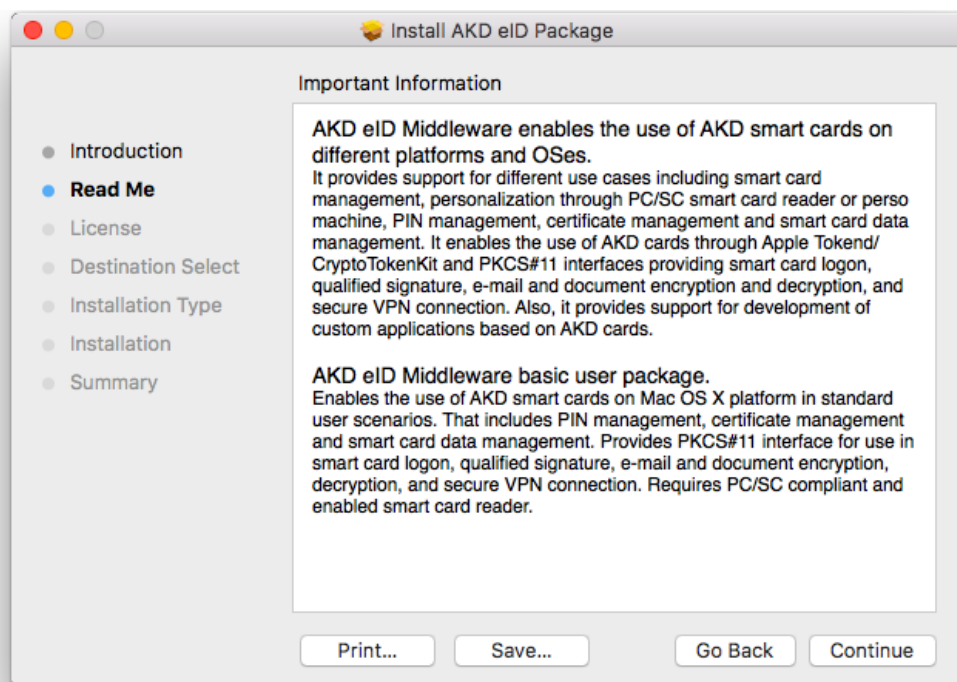 Install AKD eID Package
Important Information
Introduction
Read Me
License
Destination Select
Installation Type
Installation
Summary
AKD eID Middleware enables the use of AKD smart cards on
different platforms and OSes.
It provides support for different use cases including smart card
management, personalization through PC/SC smart card reader or perso
machine, PIN management, certificate management and smart card data
management. It enables the use of AKD cards through Apple Tokend/
CryptoTokenKit and PKCS#11 interfaces providing smart card logon,
qualified signature, e-mail and document encryption and decryption, and
secure VPN connection. Also, it provides support for development of
custom applications based on AKD cards.
AKD eID Middleware basic user package.
Enables the use of AKD smart cards on Mac OS X platform in standard
user scenarios. That includes PIN management, certificate management
and smart card data management. Provides PKCS#11 interface for use in
smart card logon, qualified signature, e-mail and document encryption,
decryption, and secure VPN connection. Requires PC/SC compliant and
enabled smart card reader.
Print...
Save...
Go Back
Continue